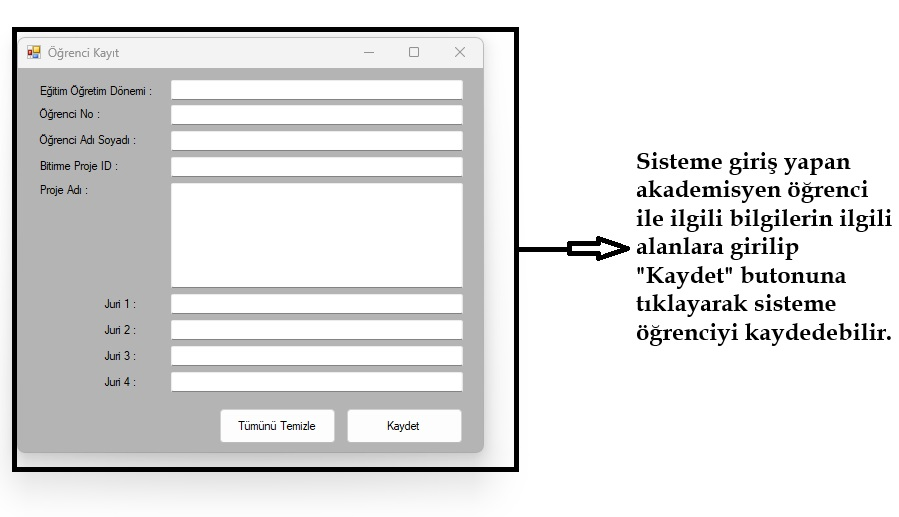 Öğrenci Kayıt
Eğitim Öğretim Dönemi :
Öğrenci No :
Öğrenci Adı Soyadı :
Bitirme Proje ID :
Proje Adı :
Juri 1 :
Juri 2 :
Juri 3 :
Juri 4 :
Tümünü Temizle
Kaydet
Sisteme giriş yapan
akademisyen öğrenci
ile ilgili bilgilerin ilgili
alanlara girilip
"Kaydet" butonuna
tıklayarak sisteme
öğrenciyi kaydedebilir.